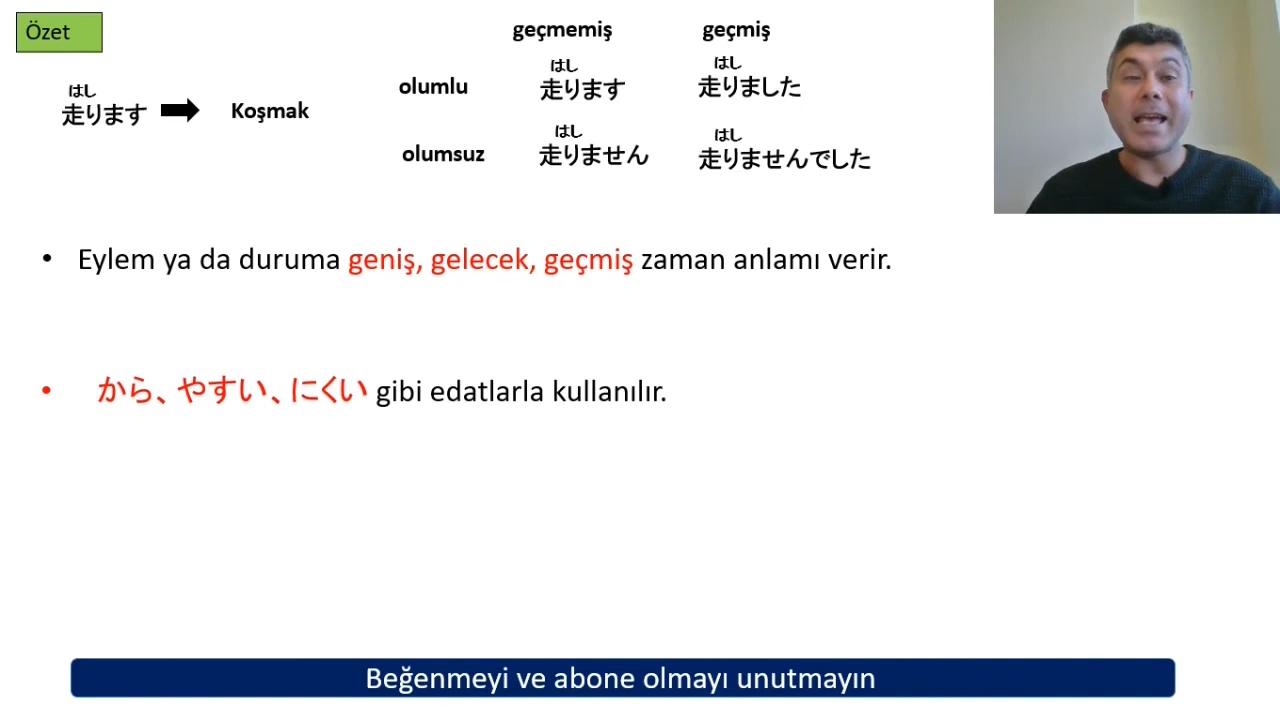 Özet
geçmemiş geçmiş
はし はし はし
走ります Koşmak olumlu 走ります 走りました
はし はし
olumsuz 走りません 走りませんでした
• Eylem ya da duruma geniş, gelecek, geçmiş zaman anlamı verir.
• から、やすい、にくい gibi edatlarla kullanılır.
Beğenmeyi ve abone olmayı unutmayın